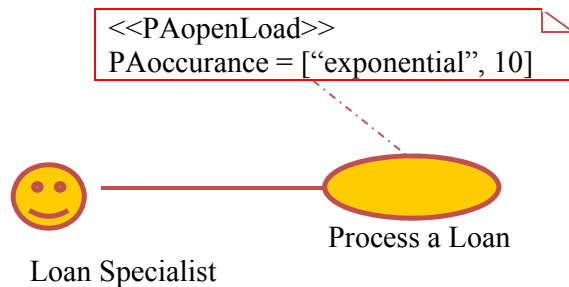 <<PAopenLoad>>
PAoccurance = [“exponential”, 10]
Process a Loan
Loan Specialist